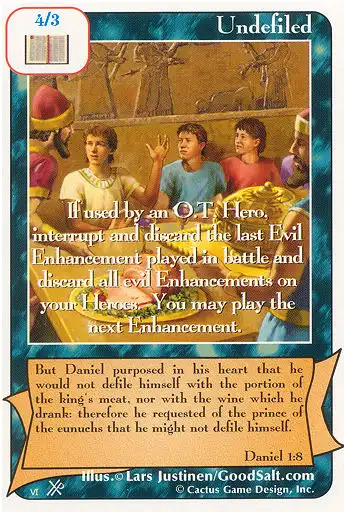 4/3
Undefiled
If used by an O.T. Hero,
interrupt and discard the last Evil
Enhancement played in battle and
discard all evil Enhancements on
your Heroes. You may play the
next Enhancement.
But Daniel purposed in his heart that he
would not defile himself with the portion of
the king's meat, nor with the wine which he
drank: therefore he requested of the prince of
the eunuchs that he might not defile himself.
Daniel 1:8
Illus.© Lars Justinen/GoodSalt.com
VI
© Cactus Game Design, Inc.